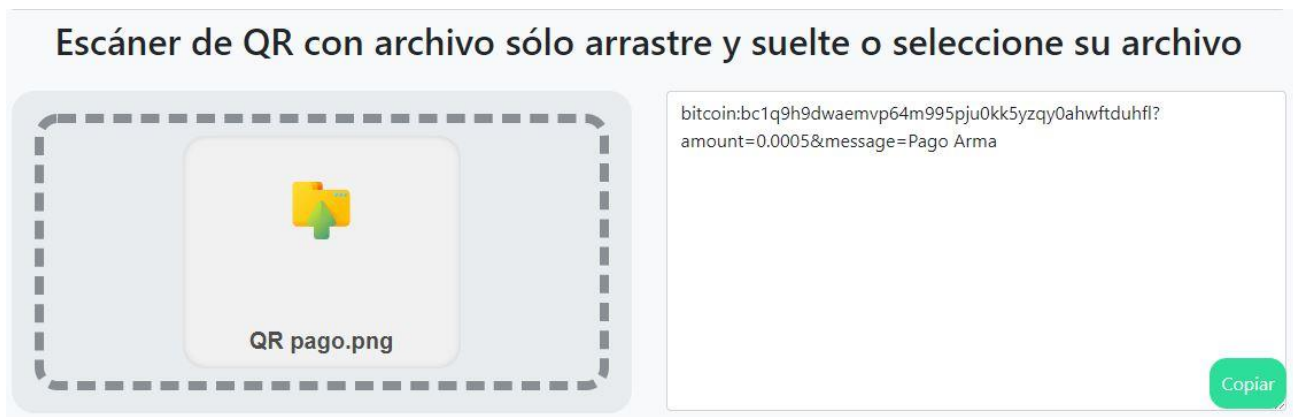 Escáner de QR con archivo sólo arrastre y suelte o seleccione su archivo
QR pago.png
bitcoin:bc1q9h9dwaemvp64m995pju0kk5yzqy0ahwftduhfl?
amount=0.0005&message=Pago Arma
Copiar